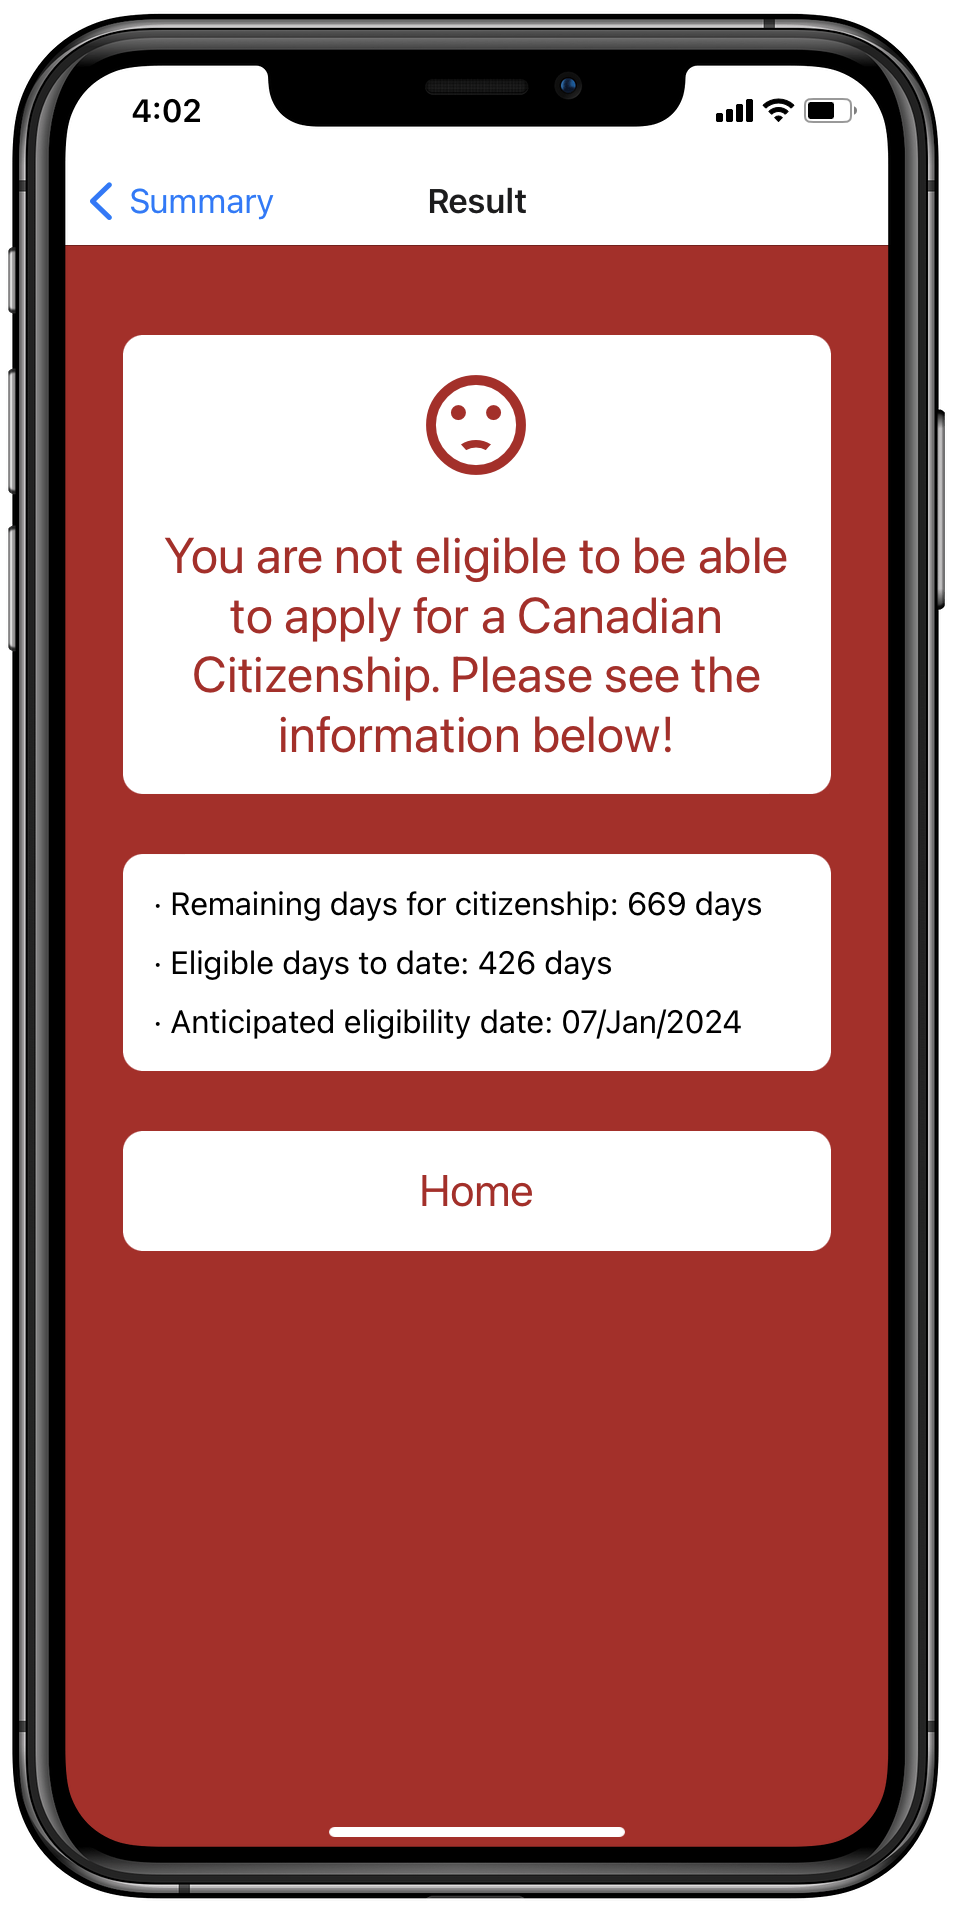 4:02
Summary
Result
You are not eligible to be able
to apply for a Canadian
Citizenship. Please see the
information below!
· Remaining days for citizenship: 669 days
· Eligible days to date: 426 days
· Anticipated eligibility date: 07/Jan/2024
Home